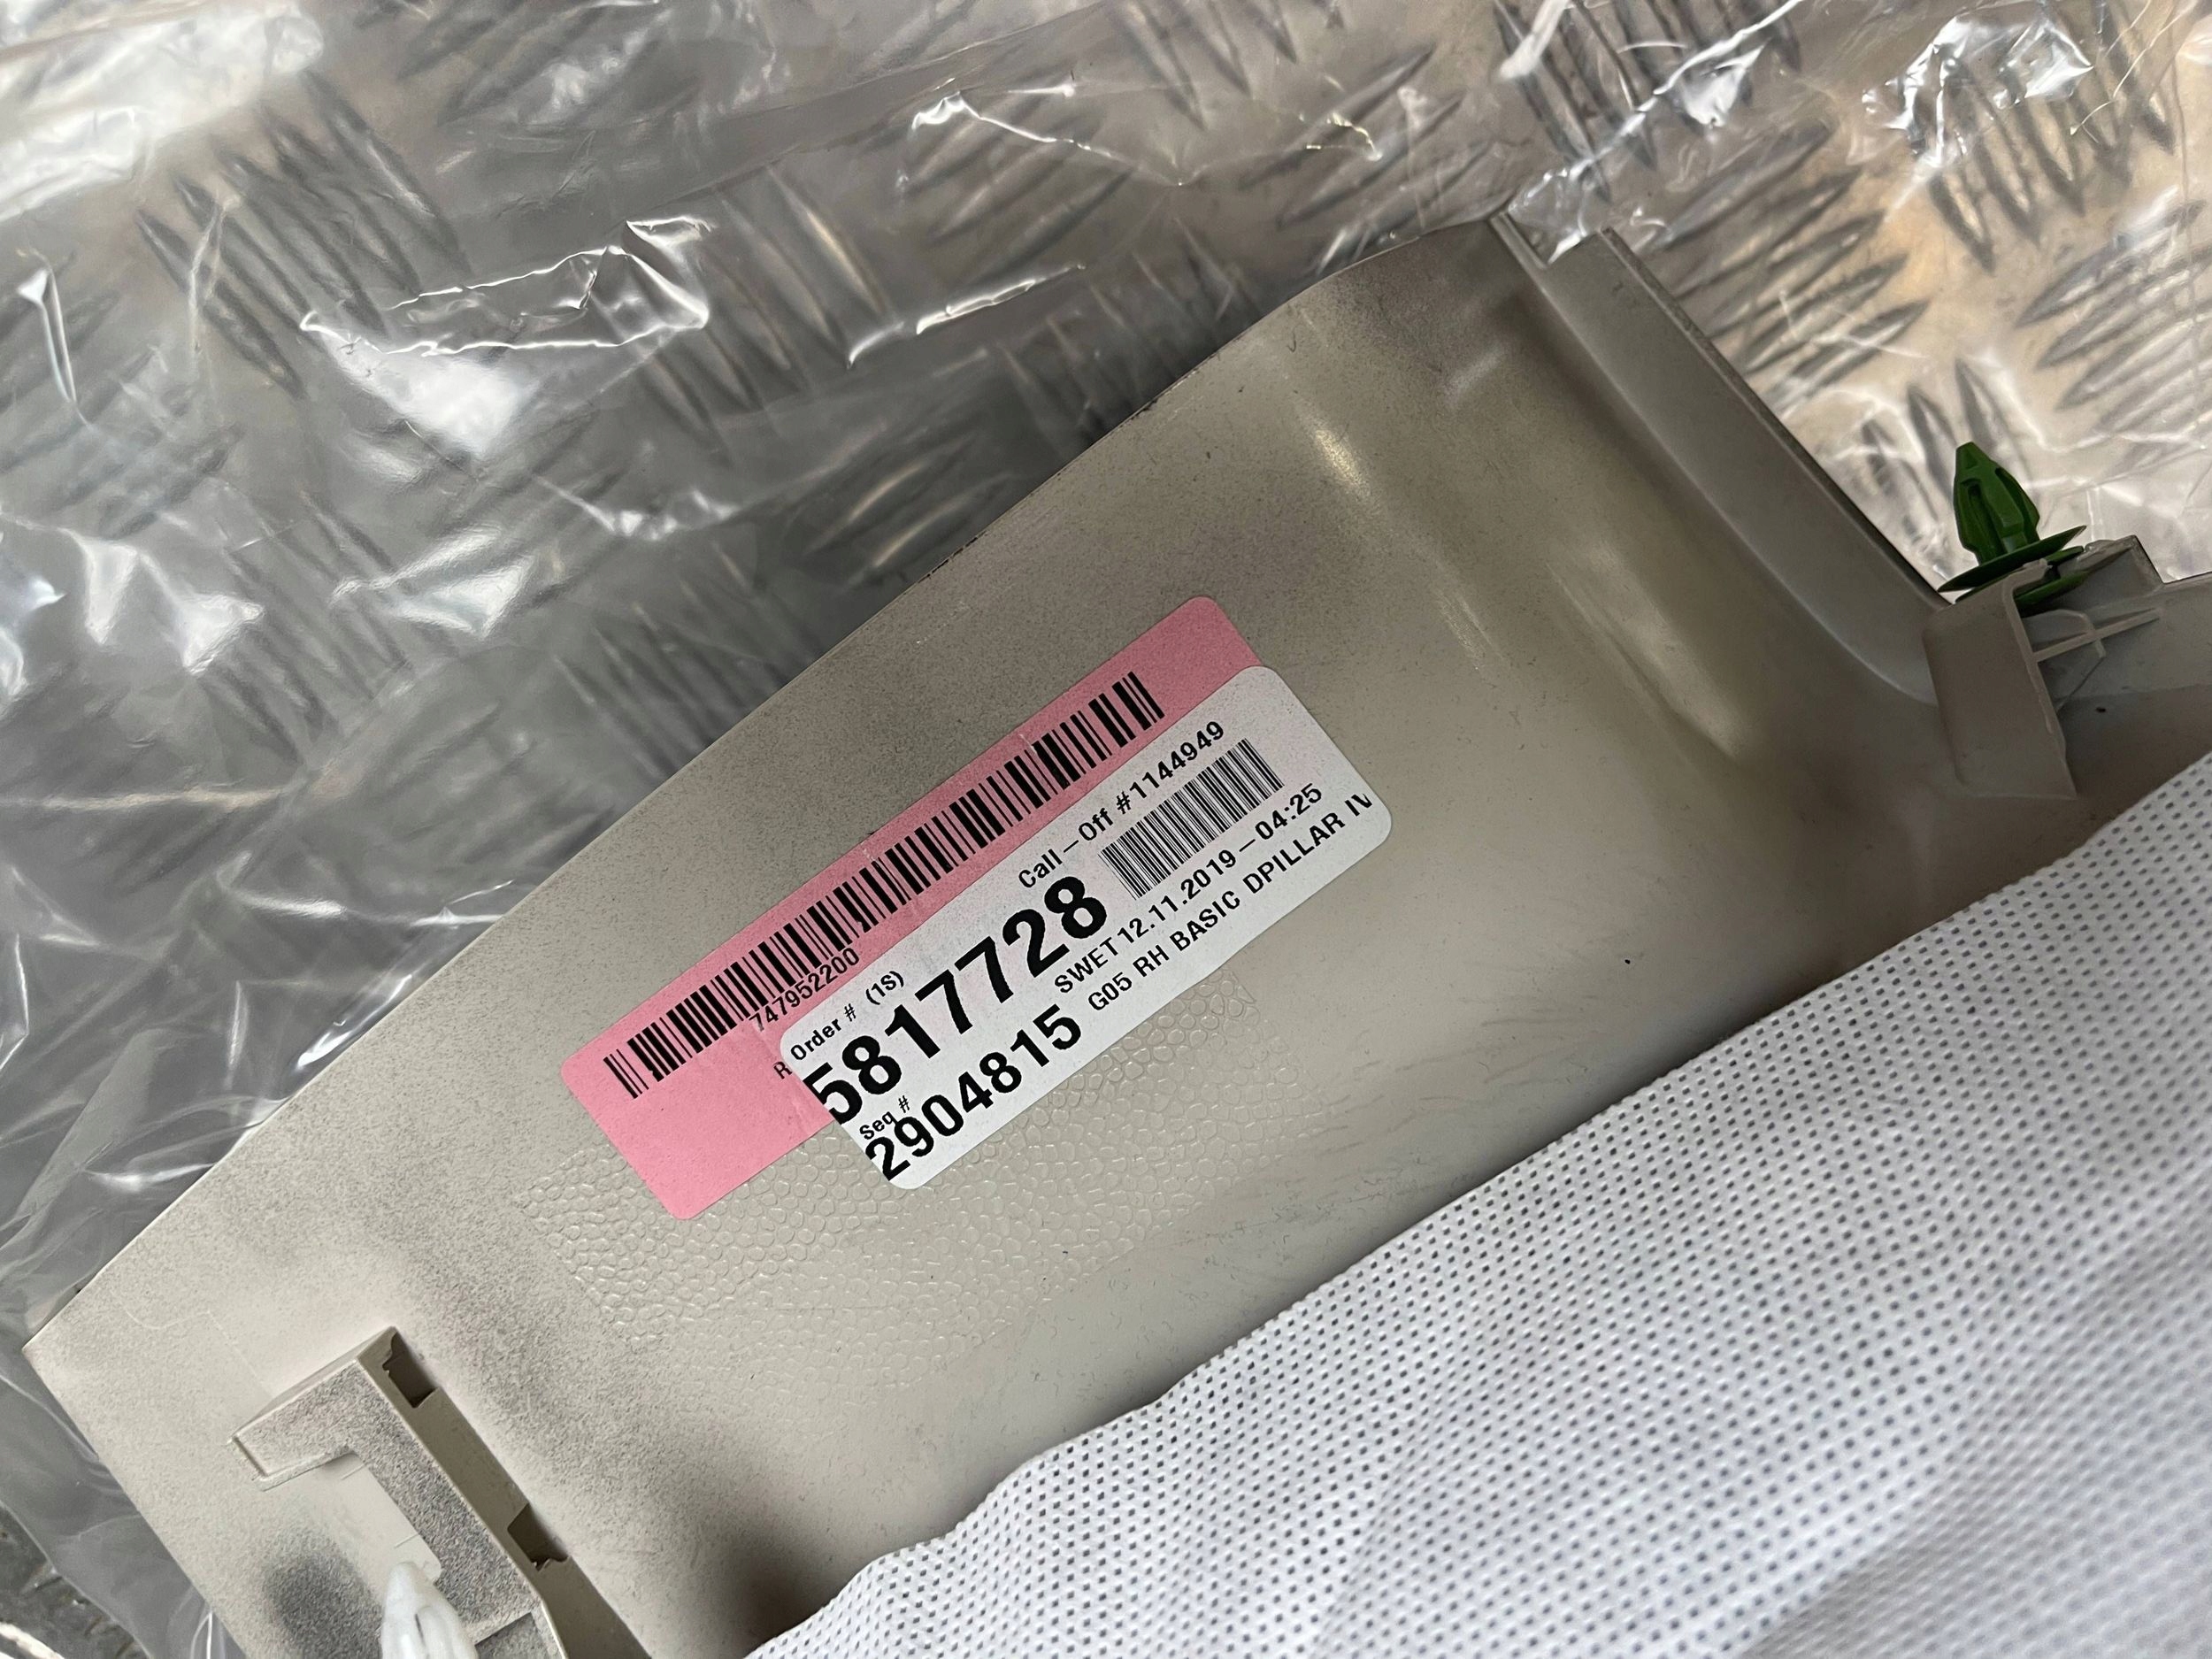 747952200
R
Order # (1S)
Call-Off #1144949
5817728
SWET 12.11.2019-04:25
Seq #
2904815
G05 RH BASIC DPILLAR IV